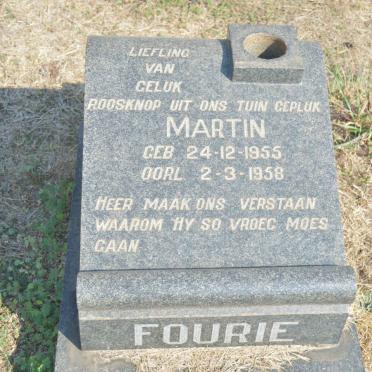 LIEFLING
VAN
GELUK
ROOSKNOP UIT ONS TUIN GEPLUK
MARTIN
GEB 24-12-1955
OORL 2-3-1958
HEER MAAK ONS VERSTAAN
WAAROM HY SO VROEG MOES
GAAN
FOURIE